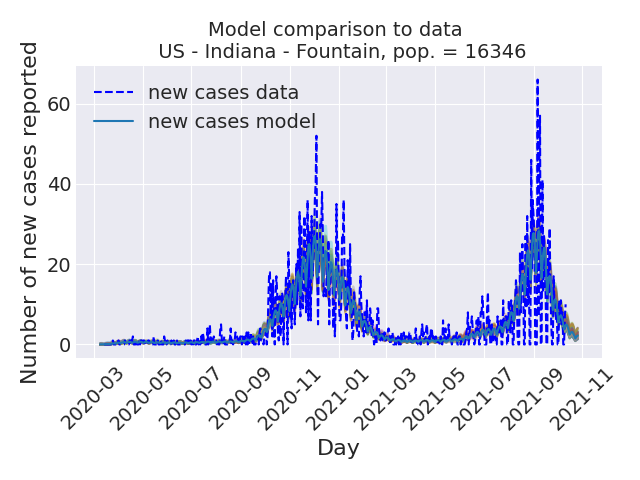 Model comparison to data
US - Indiana - Fountain, pop. = 16346
Number of new cases reported
new cases data
new cases model
60
40
20
0
2020-03
2020-05
2020-07
2020-09
2020-11
2021-01
2021-03
2021-05
2021-07
2021-09
2021-11
Day